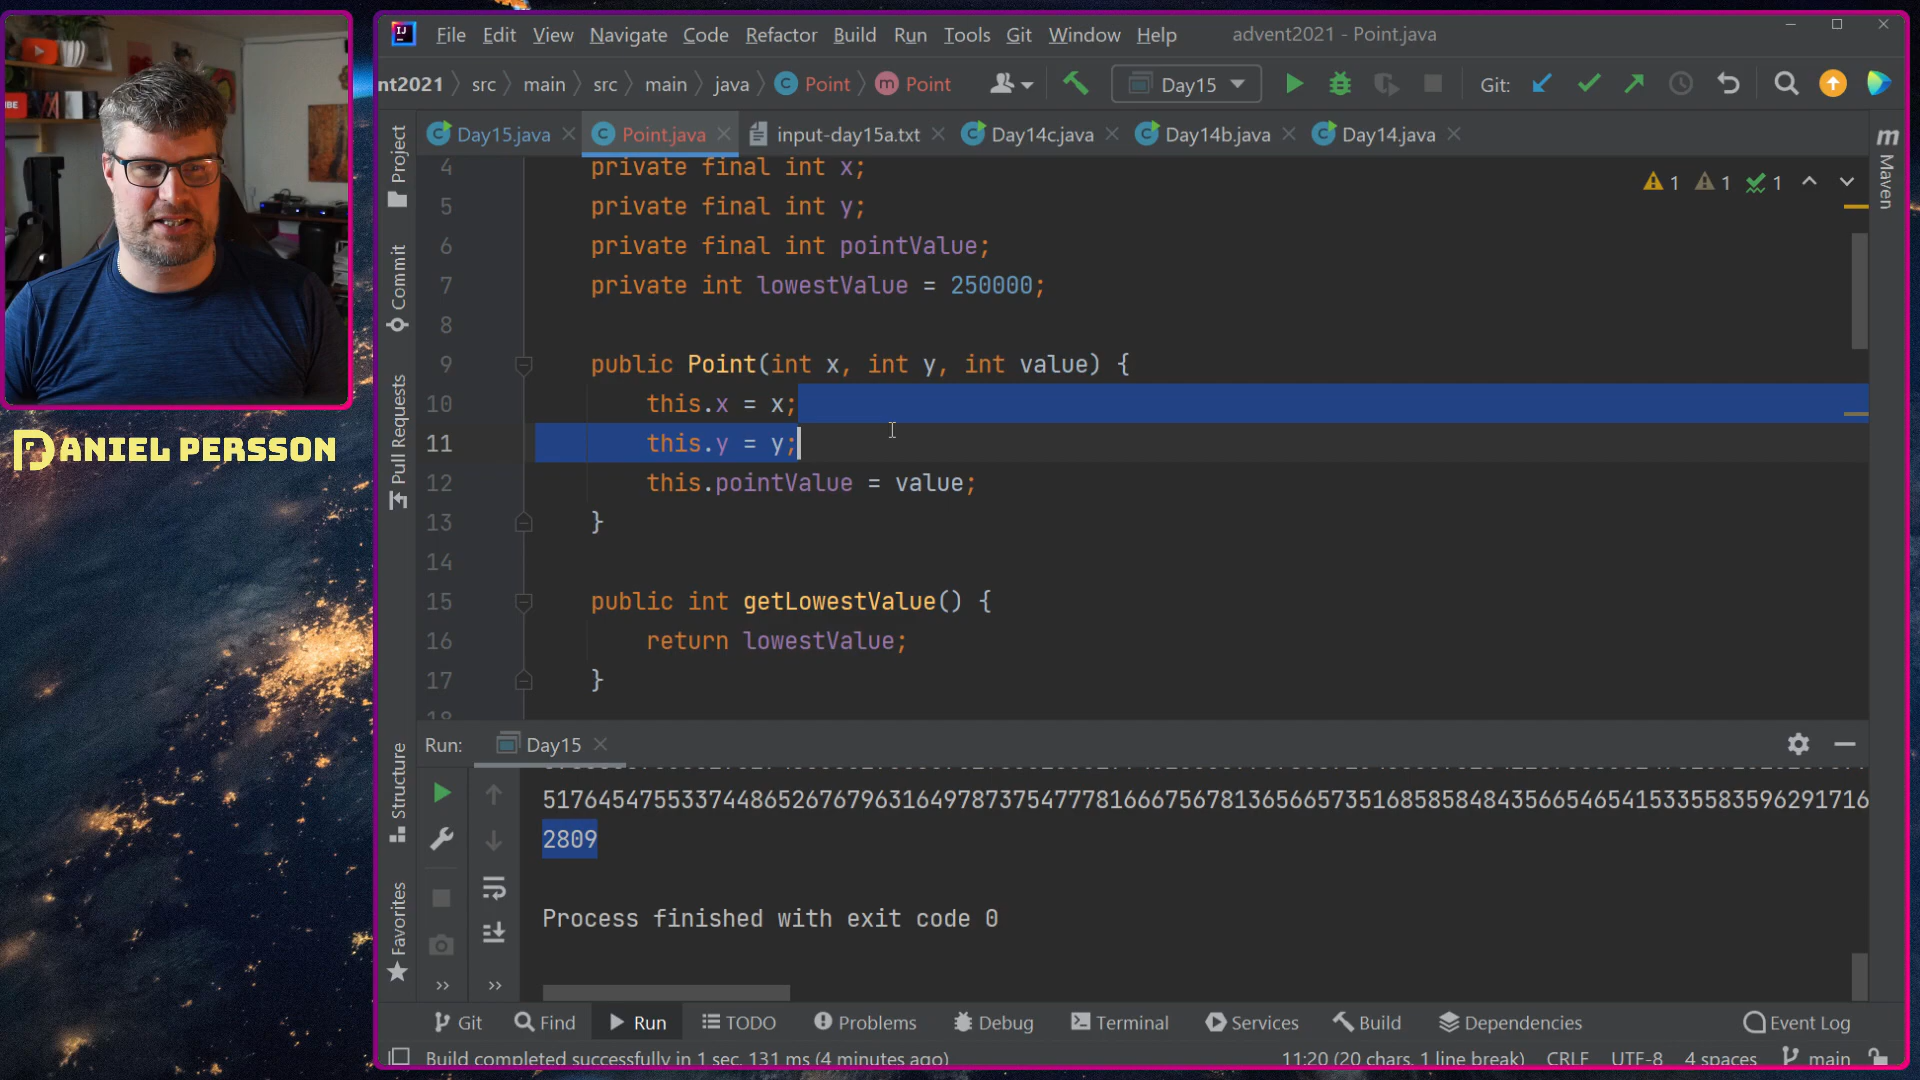 File Edit View Navigate Code Refactor Build Run Tools Git Window Help advent2021 - Point.java
nt2021 src main src main java Point Point Day15 Git:
Day15.java Point.java input-day15a.txt Day14c.java Day14b.java Day14.java
DANIEL PERSSON
Project
Commit
Pull Requests
Structure
Favorites
Maven
1 1 1
4 private final int x;
5 private final int y;
6 private final int pointValue;
7 private int lowestValue = 250000;
8
9 public Point(int x, int y, int value) {
10 this.x = x;
11 this.y = y;
12 this.pointValue = value;
13 }
14
15 public int getLowestValue() {
16 return lowestValue;
17 }
Run: Day15
2809
Process finished with exit code 0
Git Find Run TODO Problems Debug Terminal Services Build Dependencies Event Log
Build completed successfully in 1 sec, 131 ms (4 minutes ago) 11:20 (20 chars, 1 line break) CRLF UTF-8 4 spaces main